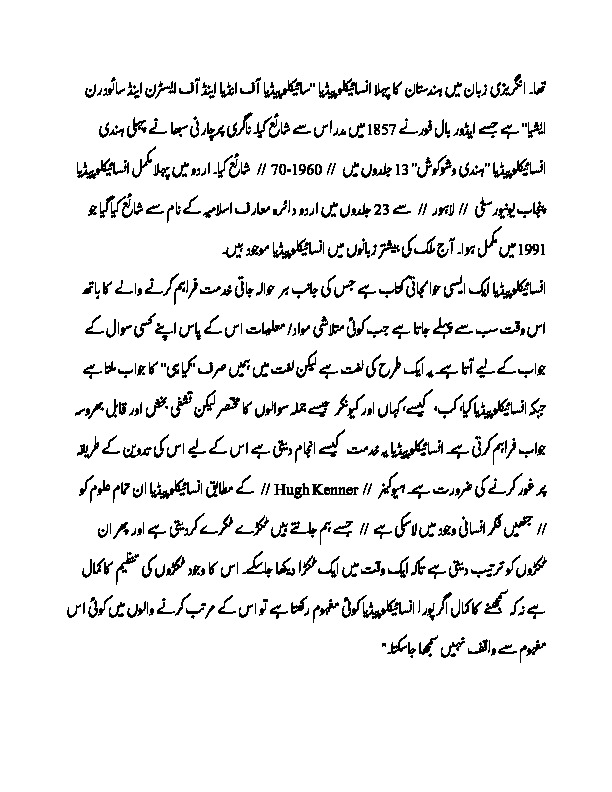 تھا۔ انگریزی زبان میں ہندستان کا پہلا انسائیکلوپیڈیا "سائیکلوپیڈیا آف انڈیا اینڈ آف ایسٹرن اینڈ سائودرن
ایشیا" ہے جسے ایڈورڈ بال فور نے 1857 میں مدراس سے شائع کیا۔ ناگری پرچارنی سبھا نے پہلی ہندی
انسائیکلوپیڈیا "ہندی وشوکوش" 13 جلدوں میں // 1960-70 // شائع کیا۔ اردو میں پہلا مکمل انسائیکلوپیڈیا
پنجاب یونیورسٹی // لاہور // سے 23 جلدوں میں اردو دائرہ معارف اسلامیہ کے نام سے شائع کیا گیا جو
1991 میں مکمل ہوا۔ آج ملک کی بیشتر زبانوں میں انسائیکلوپیڈیا موجود ہیں۔
انسائیکلوپیڈیا ایک ایسی حوالہ جاتی کتاب ہے جس کی جانب ہر حوالہ جاتی خدمت فراہم کرنے والے کا ہاتھ
اس وقت سب سے پہلے جاتا ہے جب کوئی متلاشی مواد/ معلومات اس کے پاس اپنے کسی سوال کے
جواب کے لیے آتا ہے۔ یہ ایک طرح کی لغت ہے لیکن لغت میں ہمیں صرف "کیا ہی" کا جواب ملتا ہے
جبکہ انسائیکلوپیڈیا کیا، کب، کیسے، کہاں اور کیونکر جیسے جملہ سوالوں کا مختصر لیکن تشفی بخش اور قابل بھروسہ
جواب فراہم کرتی ہے۔ انسائیکلوپیڈیا یہ خدمت کیسے انجام دیتی ہے اس کے لیے اس کی تدوین کے طریقہ
پر غور کرنے کی ضرورت ہے۔ ہیوکینر // Hugh Kenner // کے مطابق انسائیکلوپیڈیا ان تمام علوم کو
// جنھیں فکر انسانی وجود میں لاسکی ہے // جسے ہم جانتے ہیں ٹکڑے ٹکرے کردیتی ہے اور پھر ان
ٹکڑوں کو ترتیب دیتی ہے تاکہ ایک وقت میں ایک ٹکڑا دیکھا جاسکے۔ اس کا وجود ٹکڑوں کی تنظیم کا کمال
ہے نہ کہ سمجھنے کا کمال اگر پورا انسائیکلوپیڈیا کوئی مفہوم رکھتا ہے تو اس کے مرتب کرنے والوں میں کوئی اس
مفہوم سے واقف نہیں سمجھا جاسکتا۔"